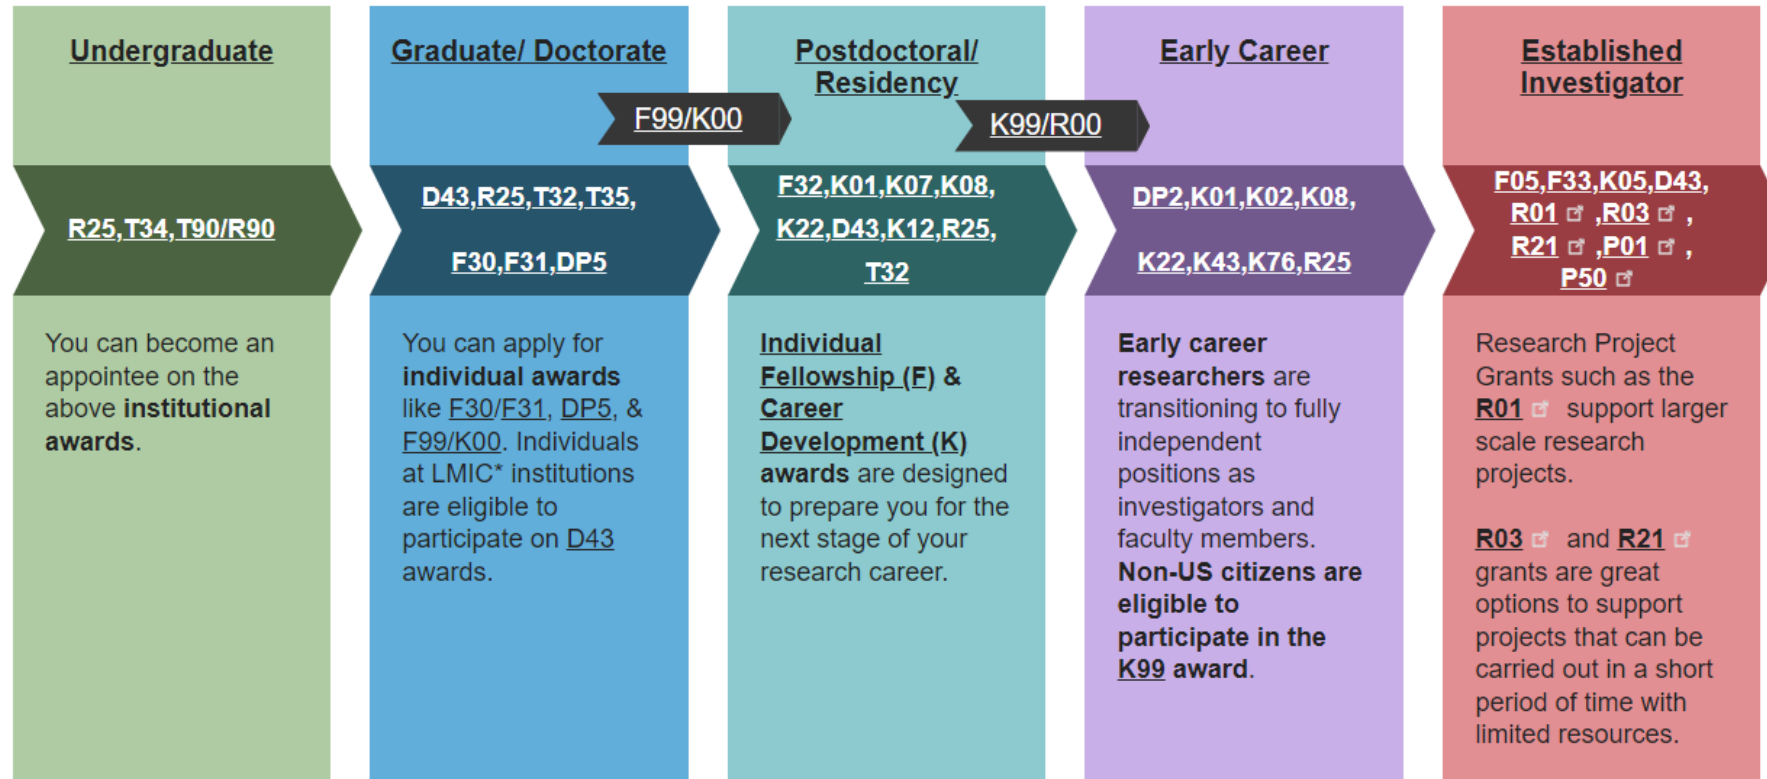 Undergraduate
R25,T34,T90/R90
You can become an
appointee on the
above institutional
awards.
Graduate/ Doctorate
F99/K00
D43,R25,T32,T35,
F30,F31,DP5
You can apply for
individual awards
like F30/F31, DP5, &
F99/K00. Individuals
at LMIC* institutions
are eligible to
participate on D43
awards.
Postdoctoral/
Residency
K99/R00
F32,K01,K07,K08,
K22,D43,K12,R25,
T32
Individual
Fellowship (F) &
Career
Development (K)
awards are designed
to prepare you for the
next stage of your
research career.
Early Career
DP2,K01,K02,K08,
K22,K43,K76,R25
Early career
researchers are
transitioning to fully
independent
positions as
investigators and
faculty members.
Non-US citizens are
eligible to
participate in the
K99 award.
Established
Investigator
F05,F33,K05,D43,
R01 ,R03 ,
R21 ,P01 ,
P50
Research Project
Grants such as the
R01 support larger
scale research
projects.
R03 and R21
grants are great
options to support
projects that can be
carried out in a short
period of time with
limited resources.